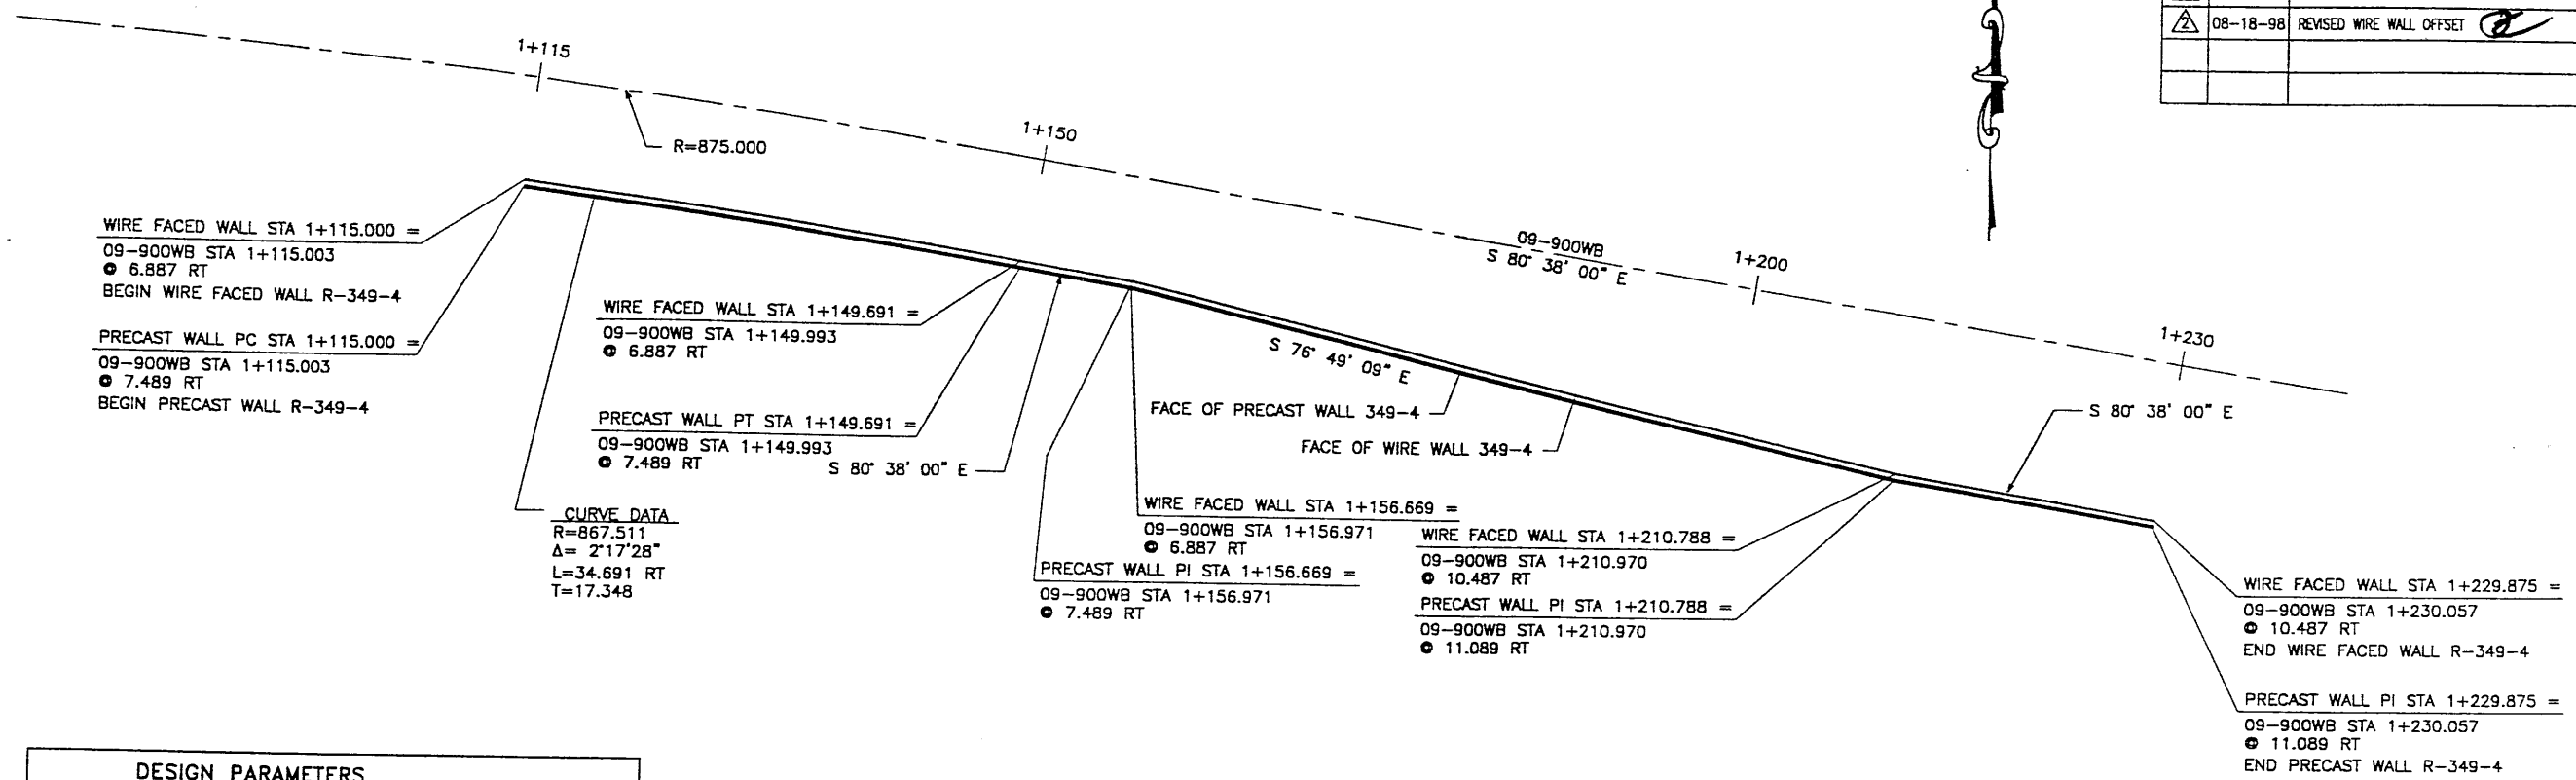 08-18-98 REVISED WIRE WALL OFFSET
2
1+115
R=875.000
1+150
09-900WB
S 80° 38' 00" E
1+200
1+230
WIRE FACED WALL STA 1+115.000 =
09-900WB STA 1+115.003
@ 6.887 RT
BEGIN WIRE FACED WALL R-349-4
PRECAST WALL PC STA 1+115.000 =
09-900WB STA 1+115.003
@ 7.489 RT
BEGIN PRECAST WALL R-349-4
WIRE FACED WALL STA 1+149.691 =
09-900WB STA 1+149.993
@ 6.887 RT
PRECAST WALL PT STA 1+149.691 =
09-900WB STA 1+149.993
@ 7.489 RT
S 80° 38' 00" E
CURVE DATA
R=867.511
Δ= 2°17'28"
L=34.691 RT
T=17.348
S 76° 49' 09" E
FACE OF PRECAST WALL 349-4
FACE OF WIRE WALL 349-4
WIRE FACED WALL STA 1+156.669 =
09-900WB STA 1+156.971
@ 6.887 RT
PRECAST WALL PI STA 1+156.669 =
09-900WB STA 1+156.971
@ 7.489 RT
WIRE FACED WALL STA 1+210.788 =
09-900WB STA 1+210.970
@ 10.487 RT
PRECAST WALL PI STA 1+210.788 =
09-900WB STA 1+210.970
@ 11.089 RT
S 80° 38' 00" E
WIRE FACED WALL STA 1+229.875 =
09-900WB STA 1+230.057
@ 10.487 RT
END WIRE FACED WALL R-349-4
PRECAST WALL PI STA 1+229.875 =
09-900WB STA 1+230.057
@ 11.089 RT
END PRECAST WALL R-349-4
DESIGN PARAMETERS